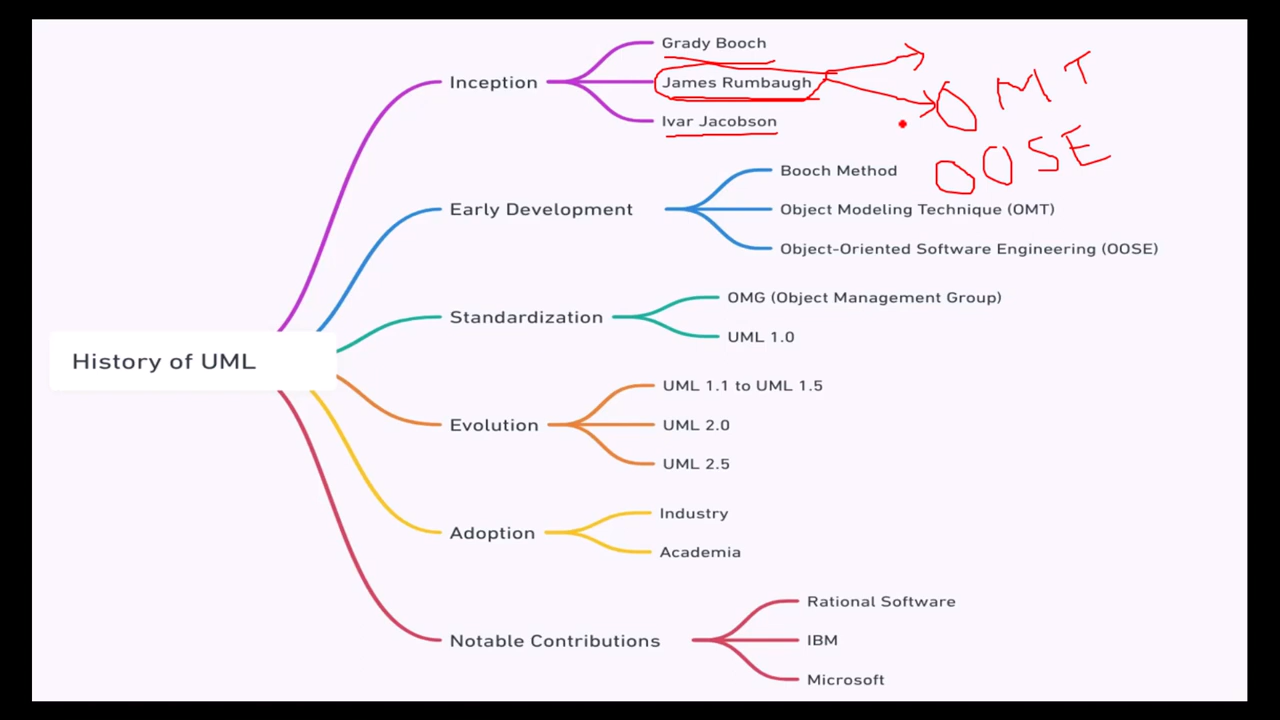 History of UML
Inception
Grady Booch
James Rumbaugh
Ivar Jacobson
OMT
OOSE
Early Development
Booch Method
Object Modeling Technique (OMT)
Object-Oriented Software Engineering (OOSE)
Standardization
OMG (Object Management Group)
UML 1.0
Evolution
UML 1.1 to UML 1.5
UML 2.0
UML 2.5
Adoption
Industry
Academia
Notable Contributions
Rational Software
IBM
Microsoft